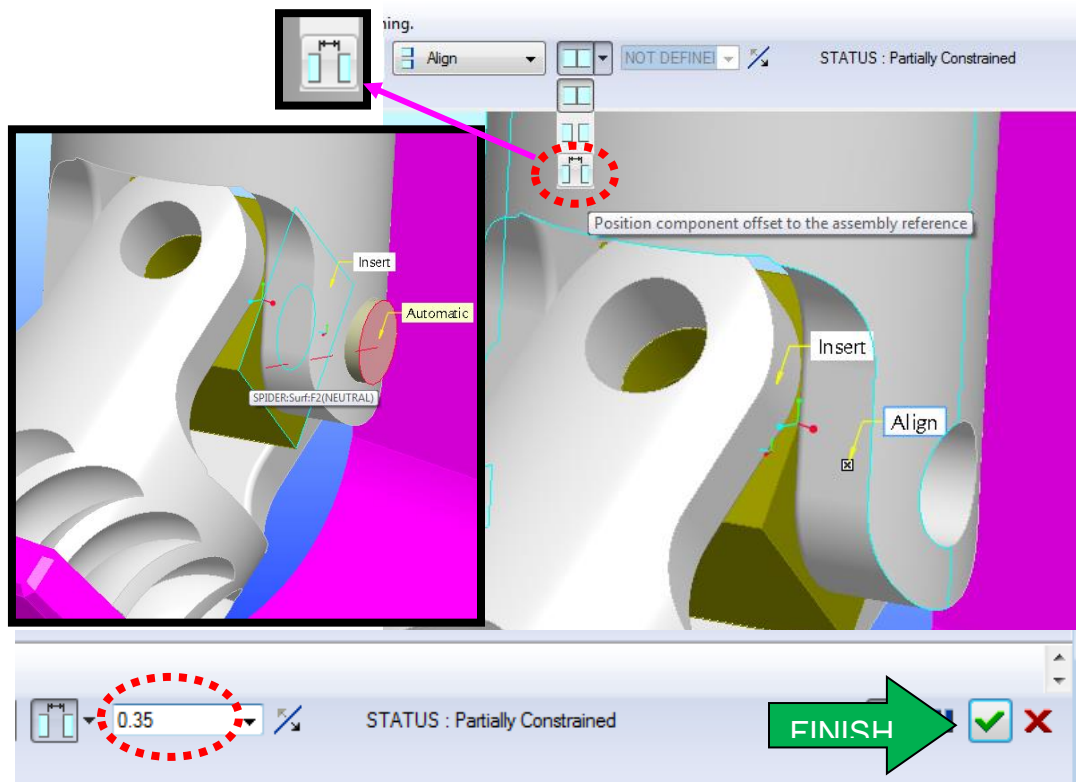 ning.
Align
NOT DEFINEI
STATUS : Partially Constrained
Position component offset to the assembly reference
Insert
Automatic
SPIDER:Surf:F2(NEUTRAL)
Insert
Align
0.35
STATUS : Partially Constrained
FINISH